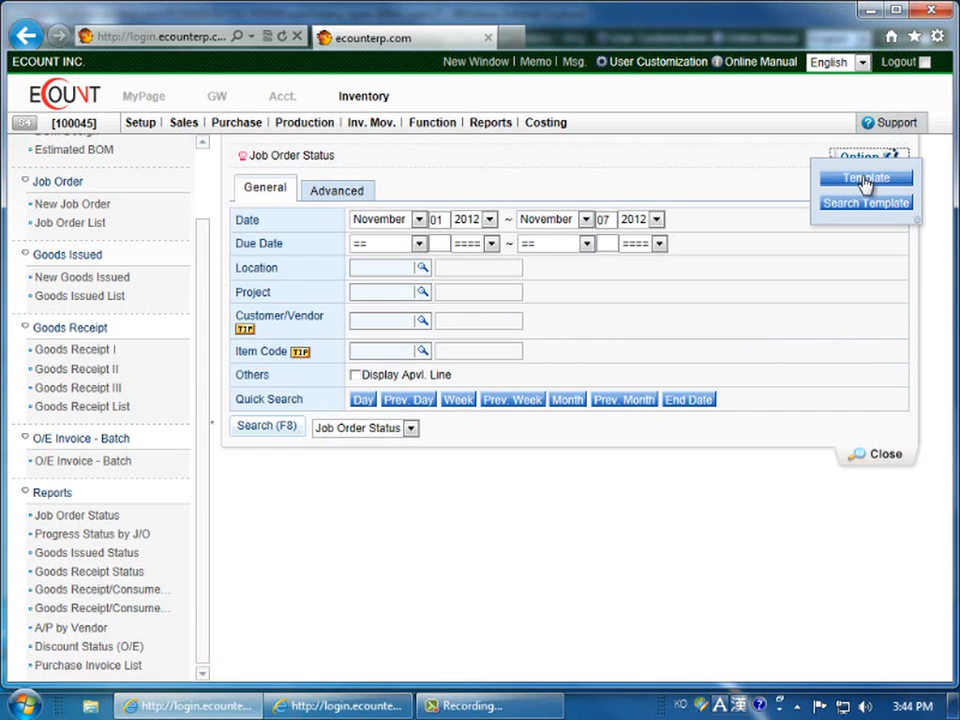 http://login.ecounterp.c...
ecounterp.com
ECOUNT INC.
New Window | Memo | Msg.
User Customization
Online Manual
English
Logout
ECOUNT
MyPage
GW
Acct.
Inventory
[100045]
Setup | Sales | Purchase | Production | Inv. Mov. | Function | Reports | Costing
Support
Estimated BOM
Job Order
New Job Order
Job Order List
Goods Issued
New Goods Issued
Goods Issued List
Goods Receipt
Goods Receipt I
Goods Receipt II
Goods Receipt III
Goods Receipt List
O/E Invoice - Batch
O/E Invoice - Batch
Reports
Job Order Status
Progress Status by J/O
Goods Issued Status
Goods Receipt Status
Goods Receipt/Consume...
Goods Receipt/Consume...
A/P by Vendor
Discount Status (O/E)
Purchase Invoice List
Job Order Status
Option
Template
Search Template
General
Advanced
Date November 01 2012 ~ November 07 2012
Due Date == ==== ~ == ====
Location
Project
Customer/Vendor
TIP
Item Code TIP
Others Display Apvl. Line
Quick Search Day Prev. Day Week Prev. Week Month Prev. Month End Date
Search (F8) Job Order Status
Close
http://login.ecounte...
http://login.ecounte...
Recording...
KO
A 漢
3:44 PM